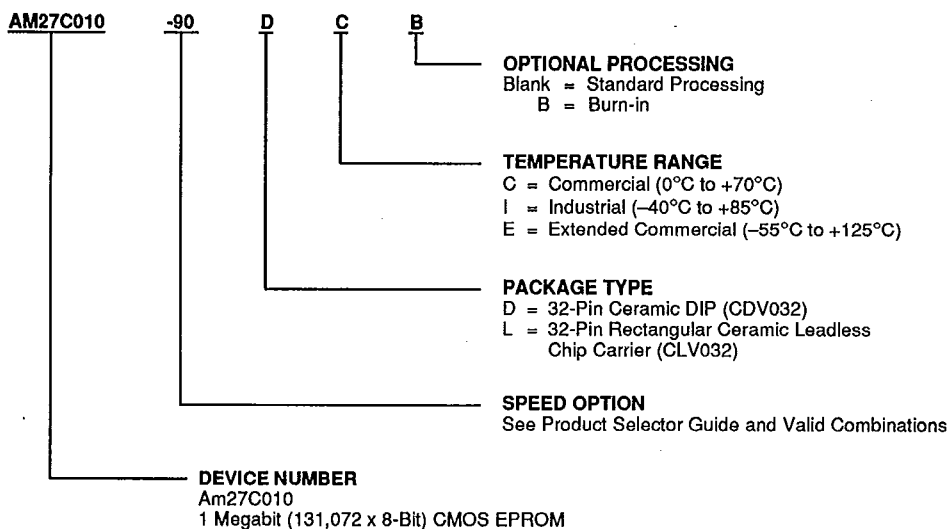 AM27C010 -90 D C B
OPTIONAL PROCESSING
Blank = Standard Processing
B = Burn-in
TEMPERATURE RANGE
C = Commercial (0°C to +70°C)
I = Industrial (–40°C to +85°C)
E = Extended Commercial (–55°C to +125°C)
PACKAGE TYPE
D = 32-Pin Ceramic DIP (CDV032)
L = 32-Pin Rectangular Ceramic Leadless
Chip Carrier (CLV032)
SPEED OPTION
See Product Selector Guide and Valid Combinations
DEVICE NUMBER
Am27C010
1 Megabit (131,072 x 8-Bit) CMOS EPROM